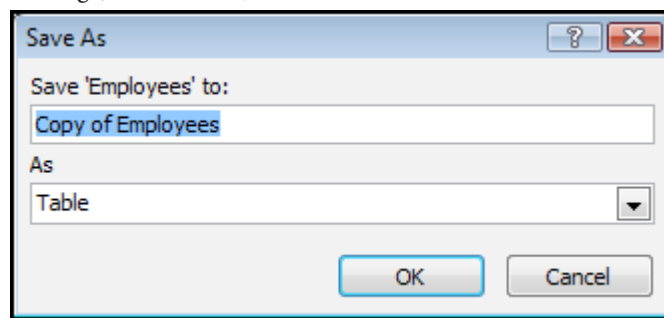 Save As
Save 'Employees' to:
Copy of Employees
As
Table
OK Cancel